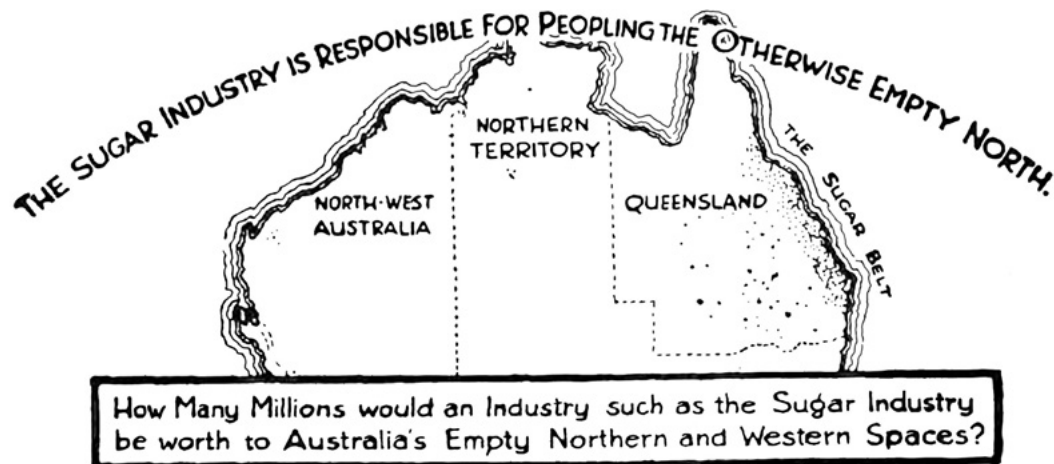 THE SUGAR INDUSTRY IS RESPONSIBLE FOR PEOPLING THE OTHERWISE EMPTY NORTH.
NORTHERN
TERRITORY
NORTH-WEST
AUSTRALIA
QUEENSLAND
THE SUGAR BELT
How Many Millions would an Industry such as the Sugar Industry
be worth to Australia's Empty Northern and Western Spaces?